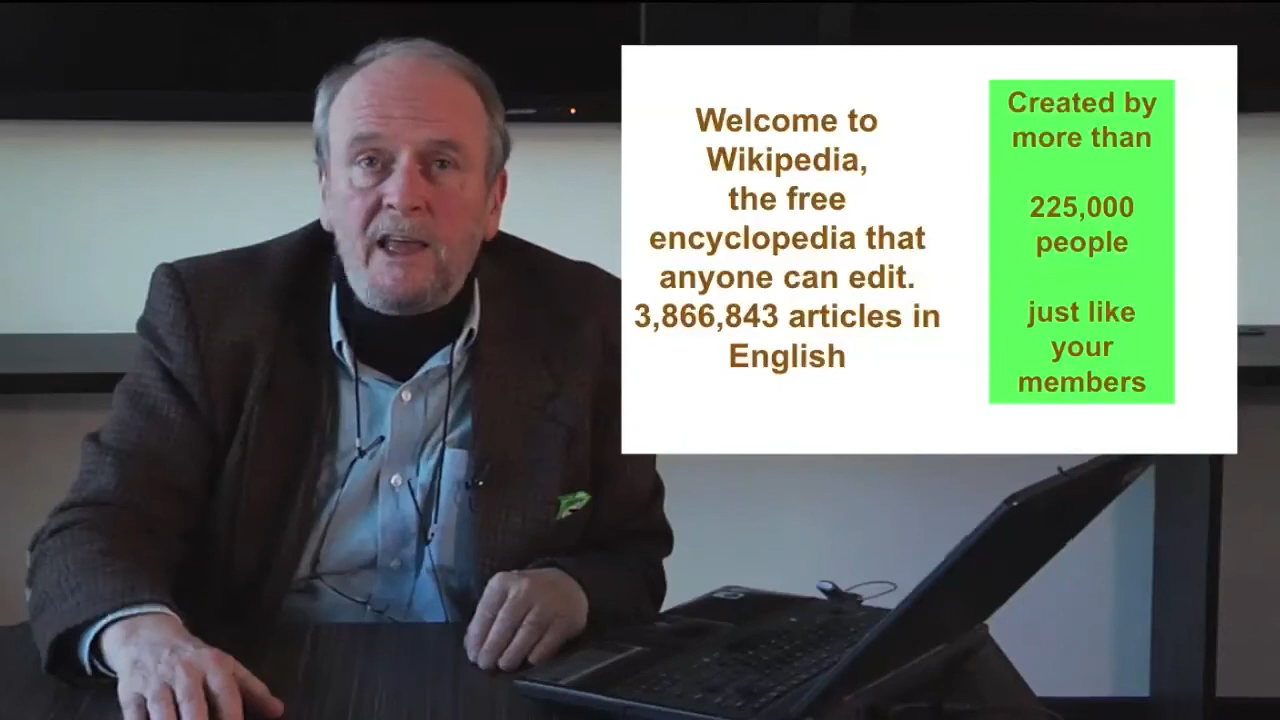 Welcome to
Wikipedia,
the free
encyclopedia that
anyone can edit.
3,866,843 articles in
English
Created by
more than
225,000
people
just like
your
members